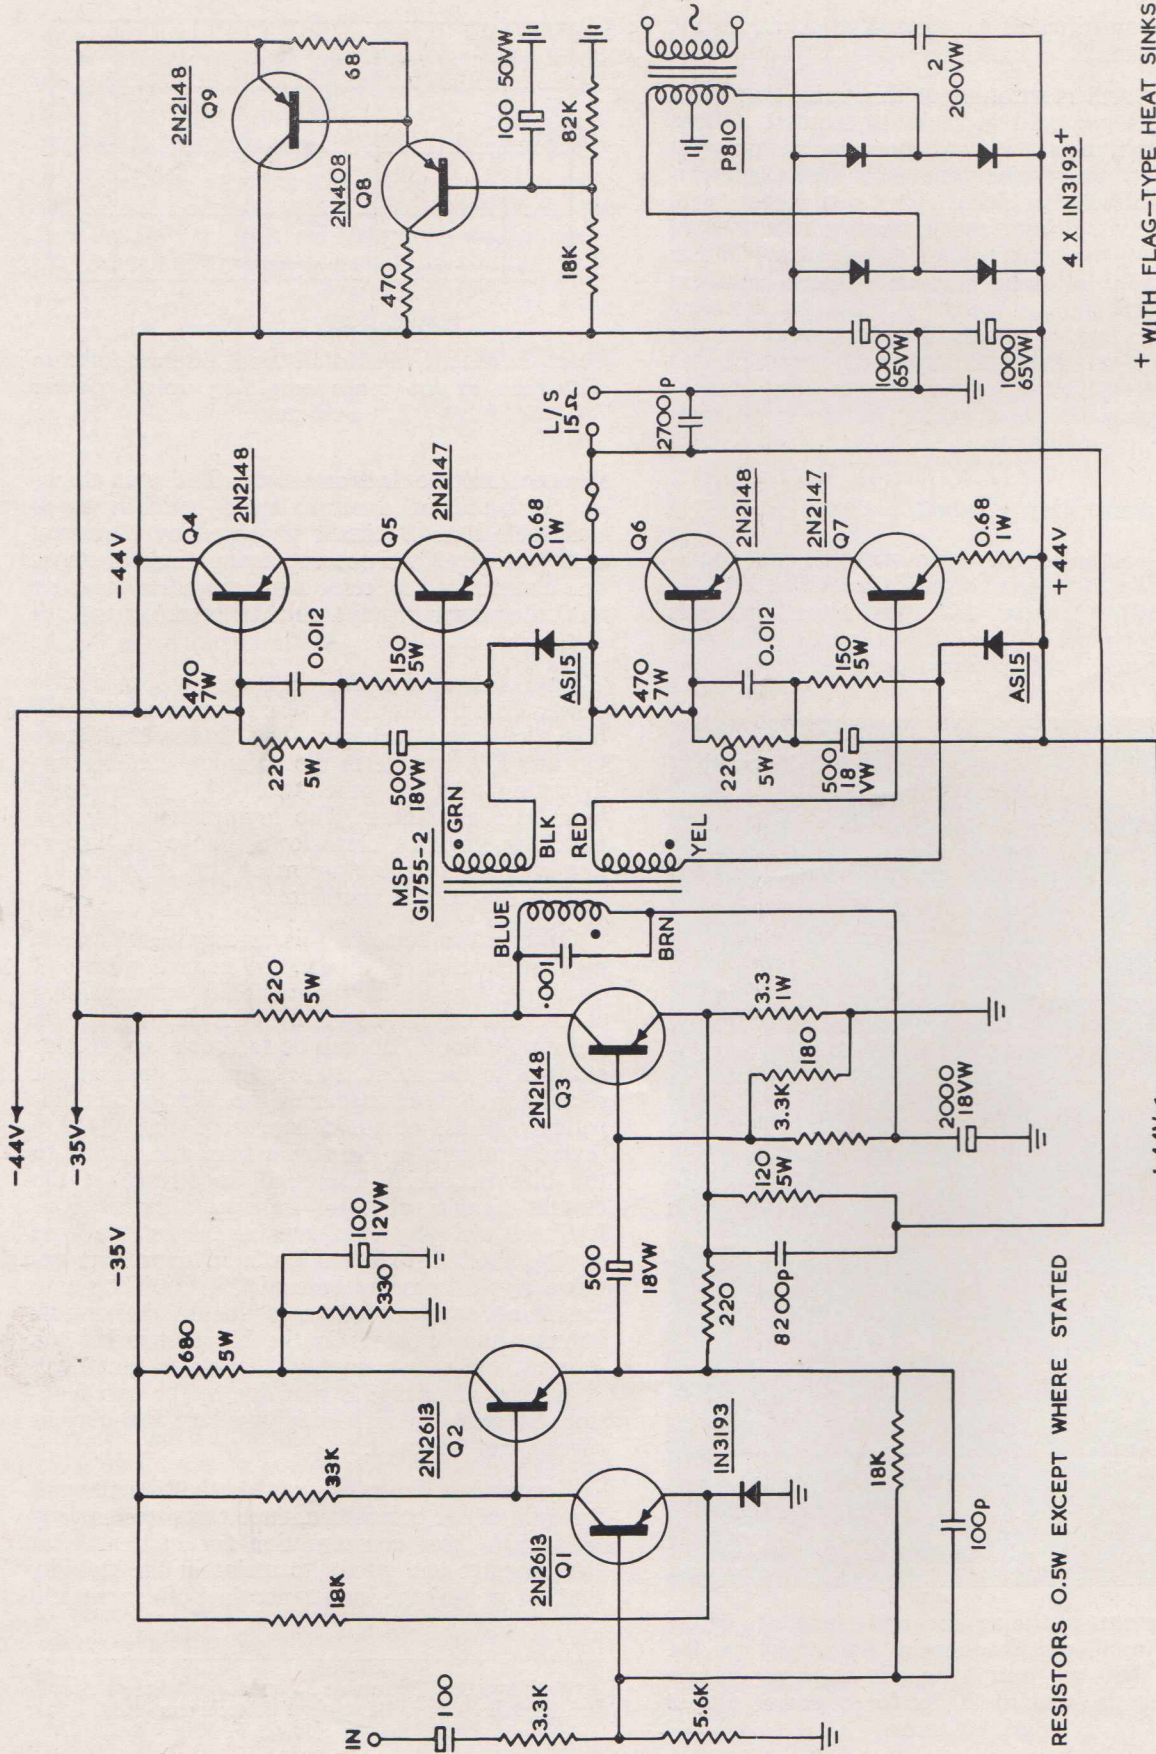 -44V
-35V
-35V
IN
100
3.3K
5.6K
18K
33K
2N2613
Q1
680
5W
2N2613
Q2
IN3193
330
100
12VW
18K
100p
500
18VW
220
8200p
120
5W
3.3K
180
3.3
1W
2000
18VW
220
5W
2N2148
Q3
.001
BLUE
BRN
MSP
G1755-2
GRN
BLK
RED
YEL
-44V
470
7W
220
5W
500
18VW
0.012
150
5W
AS15
Q4
2N2148
Q5
2N2147
0.68
1W
470
7W
220
5W
500
18
VW
0.012
150
5W
AS15
Q6
2N2148
2N2147
Q7
0.68
1W
+44V
L/S
15Ω
2700p
2N2148
Q9
68
2N408
Q8
470
100 50VW
82K
18K
P810
2
200VW
1000
65VW
1000
65VW
4 X IN3193+
+ WITH FLAG-TYPE HEAT SINKS
RESISTORS 0.5W EXCEPT WHERE STATED